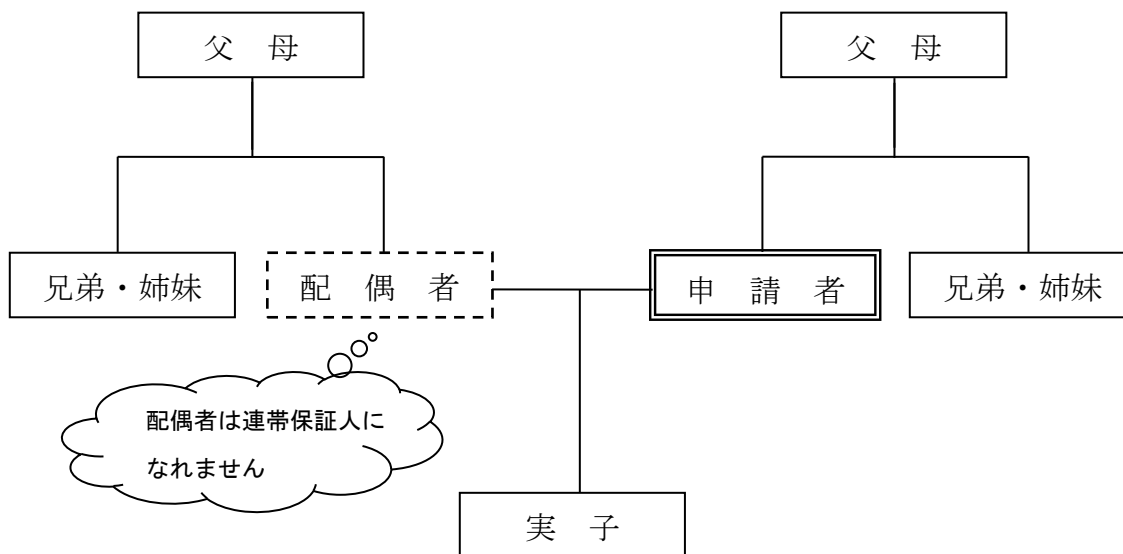 父　母
父　母
兄弟・姉妹
配　偶　者
申　請　者
兄弟・姉妹
配偶者は連帯保証人に
なれません
実　子